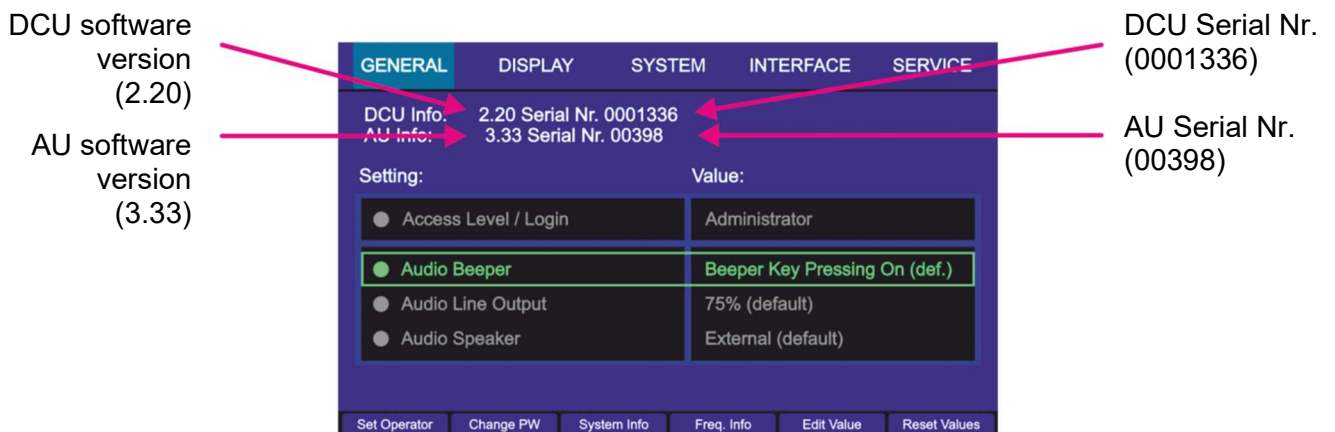 DCU software
version
(2.20)
AU software
version
(3.33)
GENERAL DISPLAY SYSTEM INTERFACE SERVICE
DCU Info: 2.20 Serial Nr. 0001336
AU Info: 3.33 Serial Nr. 00398
Setting: Value:
Access Level / Login Administrator
Audio Beeper Beeper Key Pressing On (def.)
Audio Line Output 75% (default)
Audio Speaker External (default)
Set Operator Change PW System Info Freq. Info Edit Value Reset Values
DCU Serial Nr.
(0001336)
AU Serial Nr.
(00398)